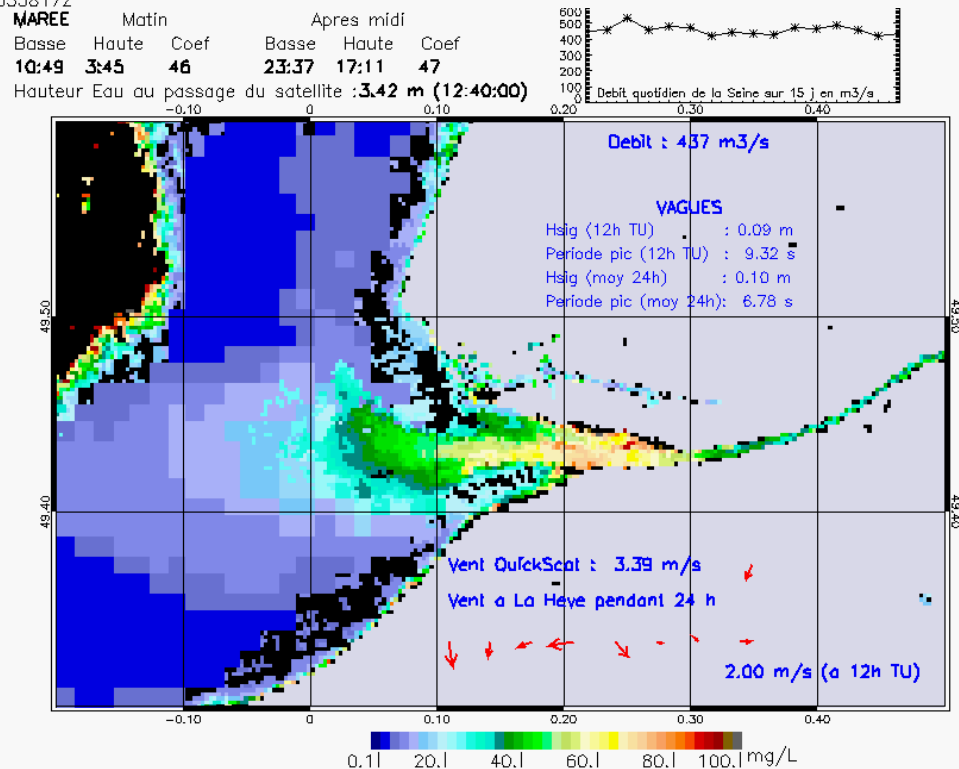 MAREE Matin Apres midi
Basse Haute Coef Basse Haute Coef
10:49 3:45 46 23:37 17:11 47
Hauteur Eau au passage du satellite :3.42 m (12:40:00)
600
500
400
300
200
100
0
Debit quotidien de la Seine sur 15 j en m3/s
-0.10 0 0.10 0.20 0.30 0.40
Debit : 437 m3/s
VAGUES
Hsig (12h TU) : 0.09 m
Periode pic (12h TU) : 9.32 s
Hsig (moy 24h) : 0.10 m
Periode pic (moy 24h): 6.78 s
49.50 49.50
49.40 49.40
Vent QuickScat : 3.39 m/s
Vent a La Heve pendant 24 h
2.00 m/s (a 12h TU)
-0.10 0 0.10 0.20 0.30 0.40
0.1 20. 40. 60. 80. 100. mg/L